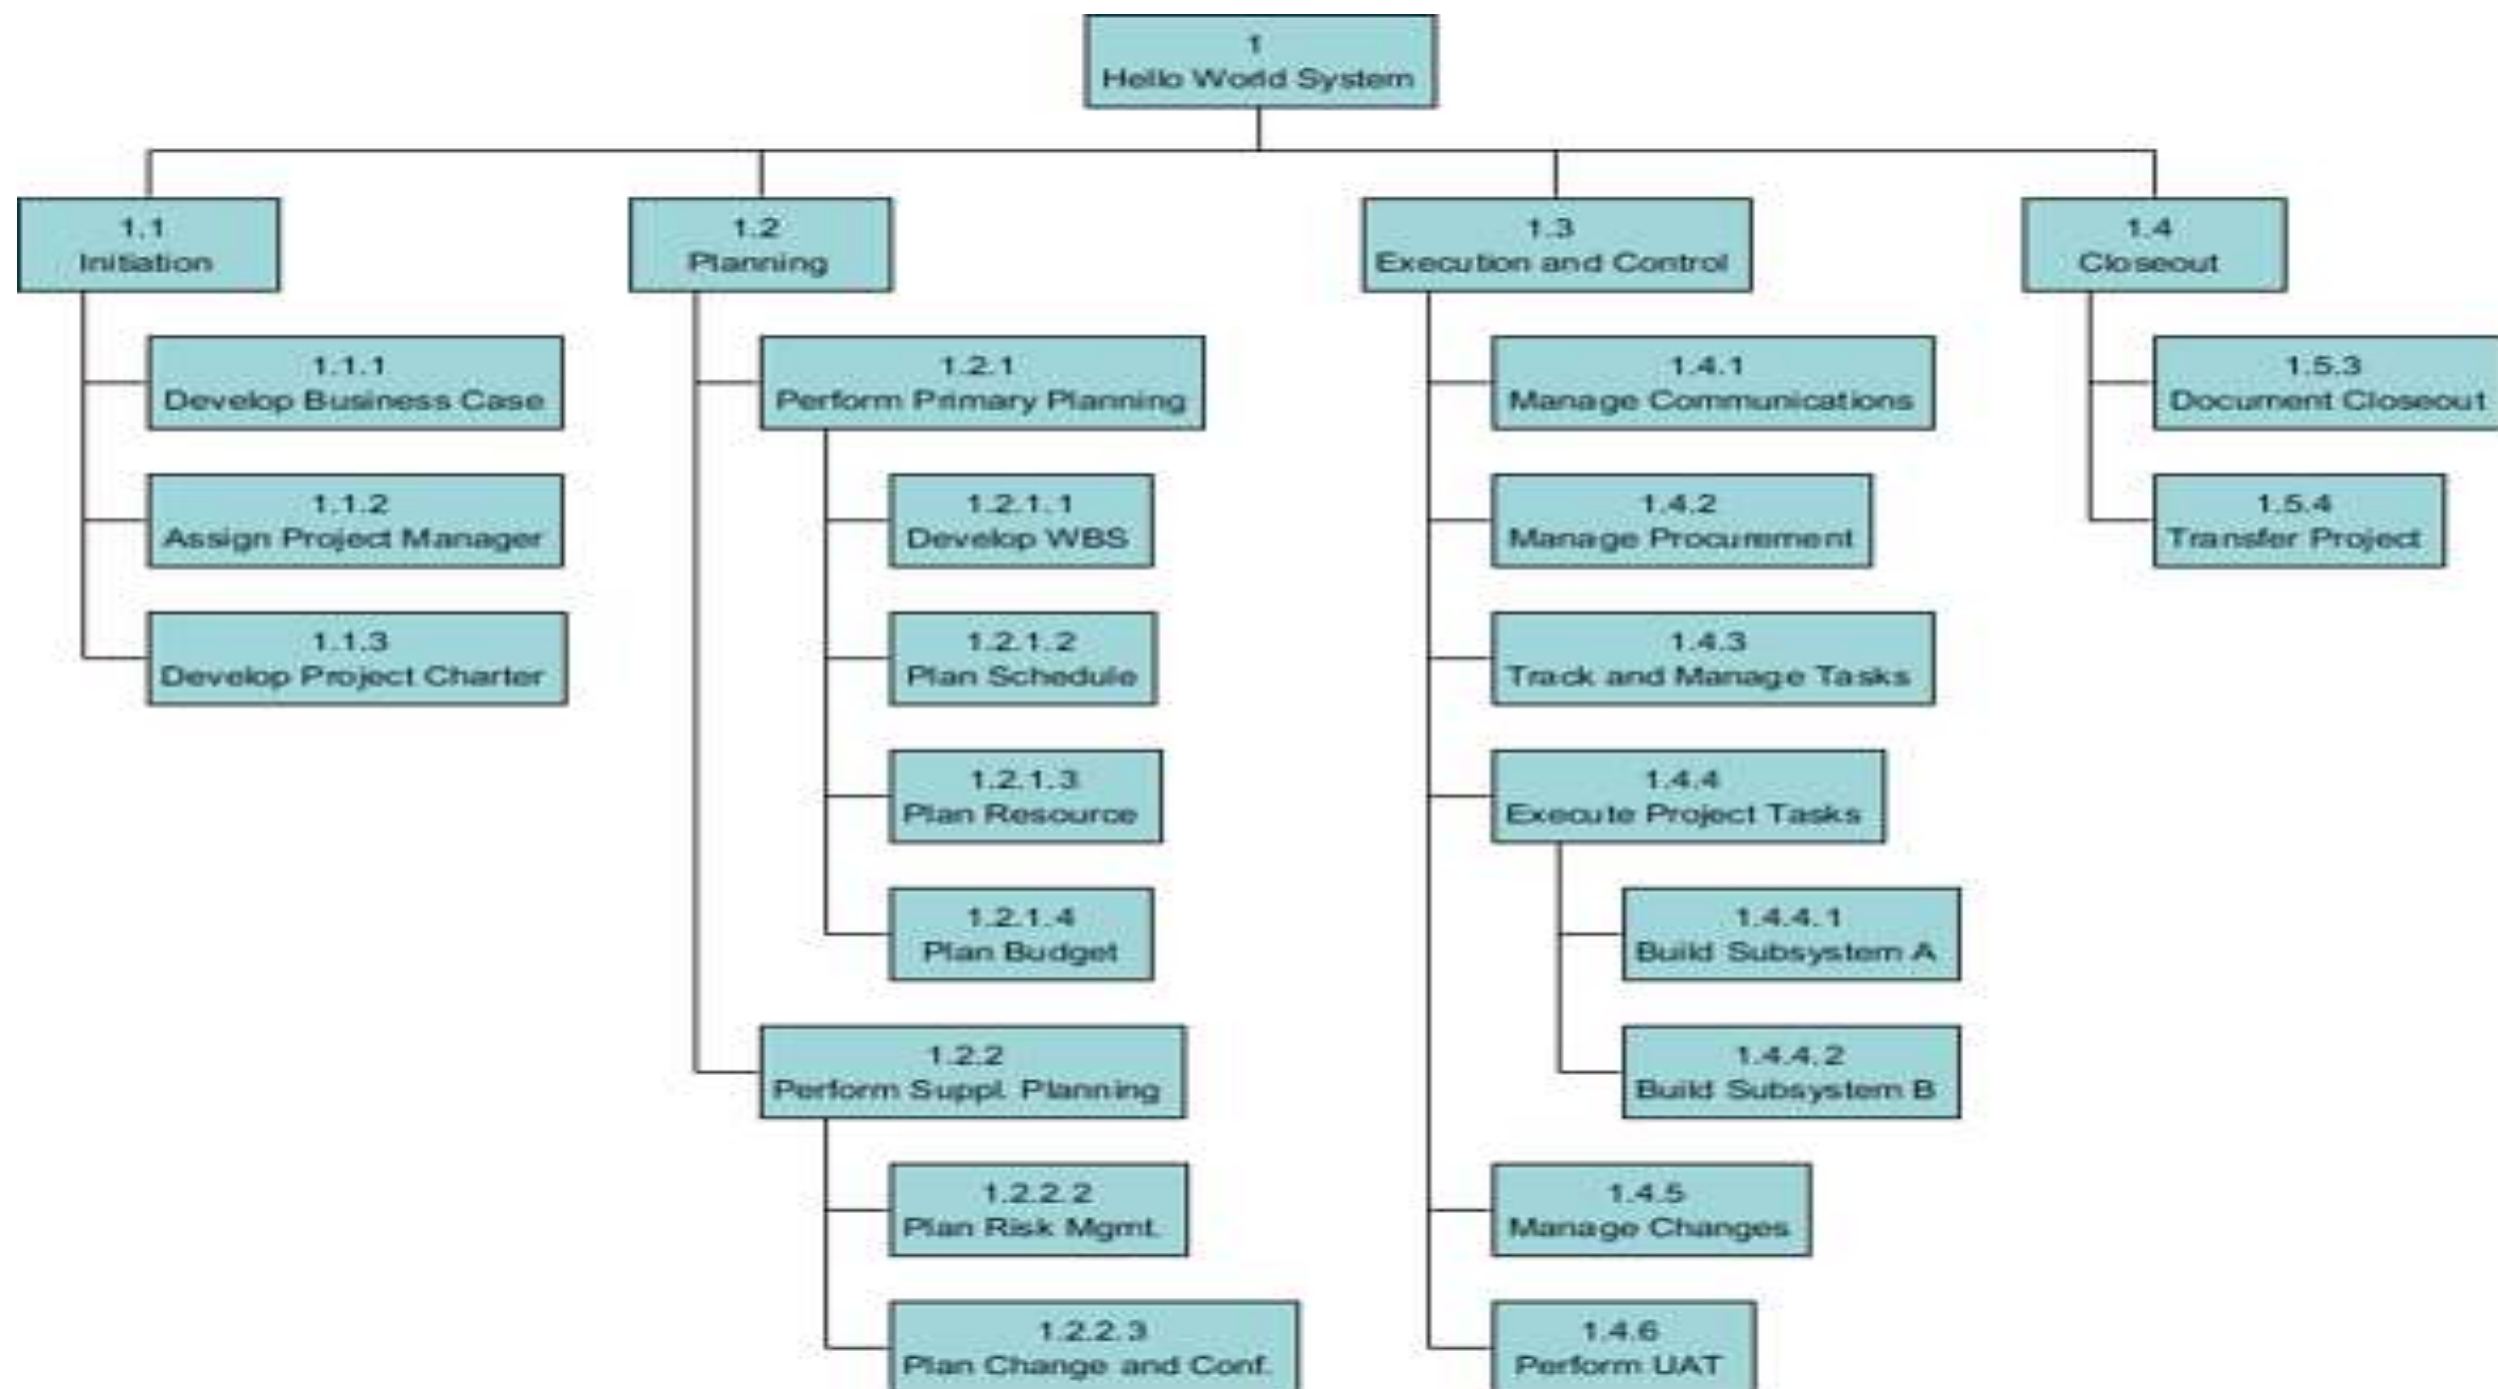 1
Hello World System
1.1
Initiation
1.1.1
Develop Business Case
1.1.2
Assign Project Manager
1.1.3
Develop Project Charter
1.2
Planning
1.2.1
Perform Primary Planning
1.2.1.1
Develop WBS
1.2.1.2
Plan Schedule
1.2.1.3
Plan Resource
1.2.1.4
Plan Budget
1.2.2
Perform Suppl. Planning
1.2.2.2
Plan Risk Mgmt.
1.2.2.3
Plan Change and Conf.
1.3
Execution and Control
1.4.1
Manage Communications
1.4.2
Manage Procurement
1.4.3
Track and Manage Tasks
1.4.4
Execute Project Tasks
1.4.4.1
Build Subsystem A
1.4.4.2
Build Subsystem B
1.4.5
Manage Changes
1.4.6
Perform UAT
1.4
Closeout
1.5.3
Document Closeout
1.5.4
Transfer Project